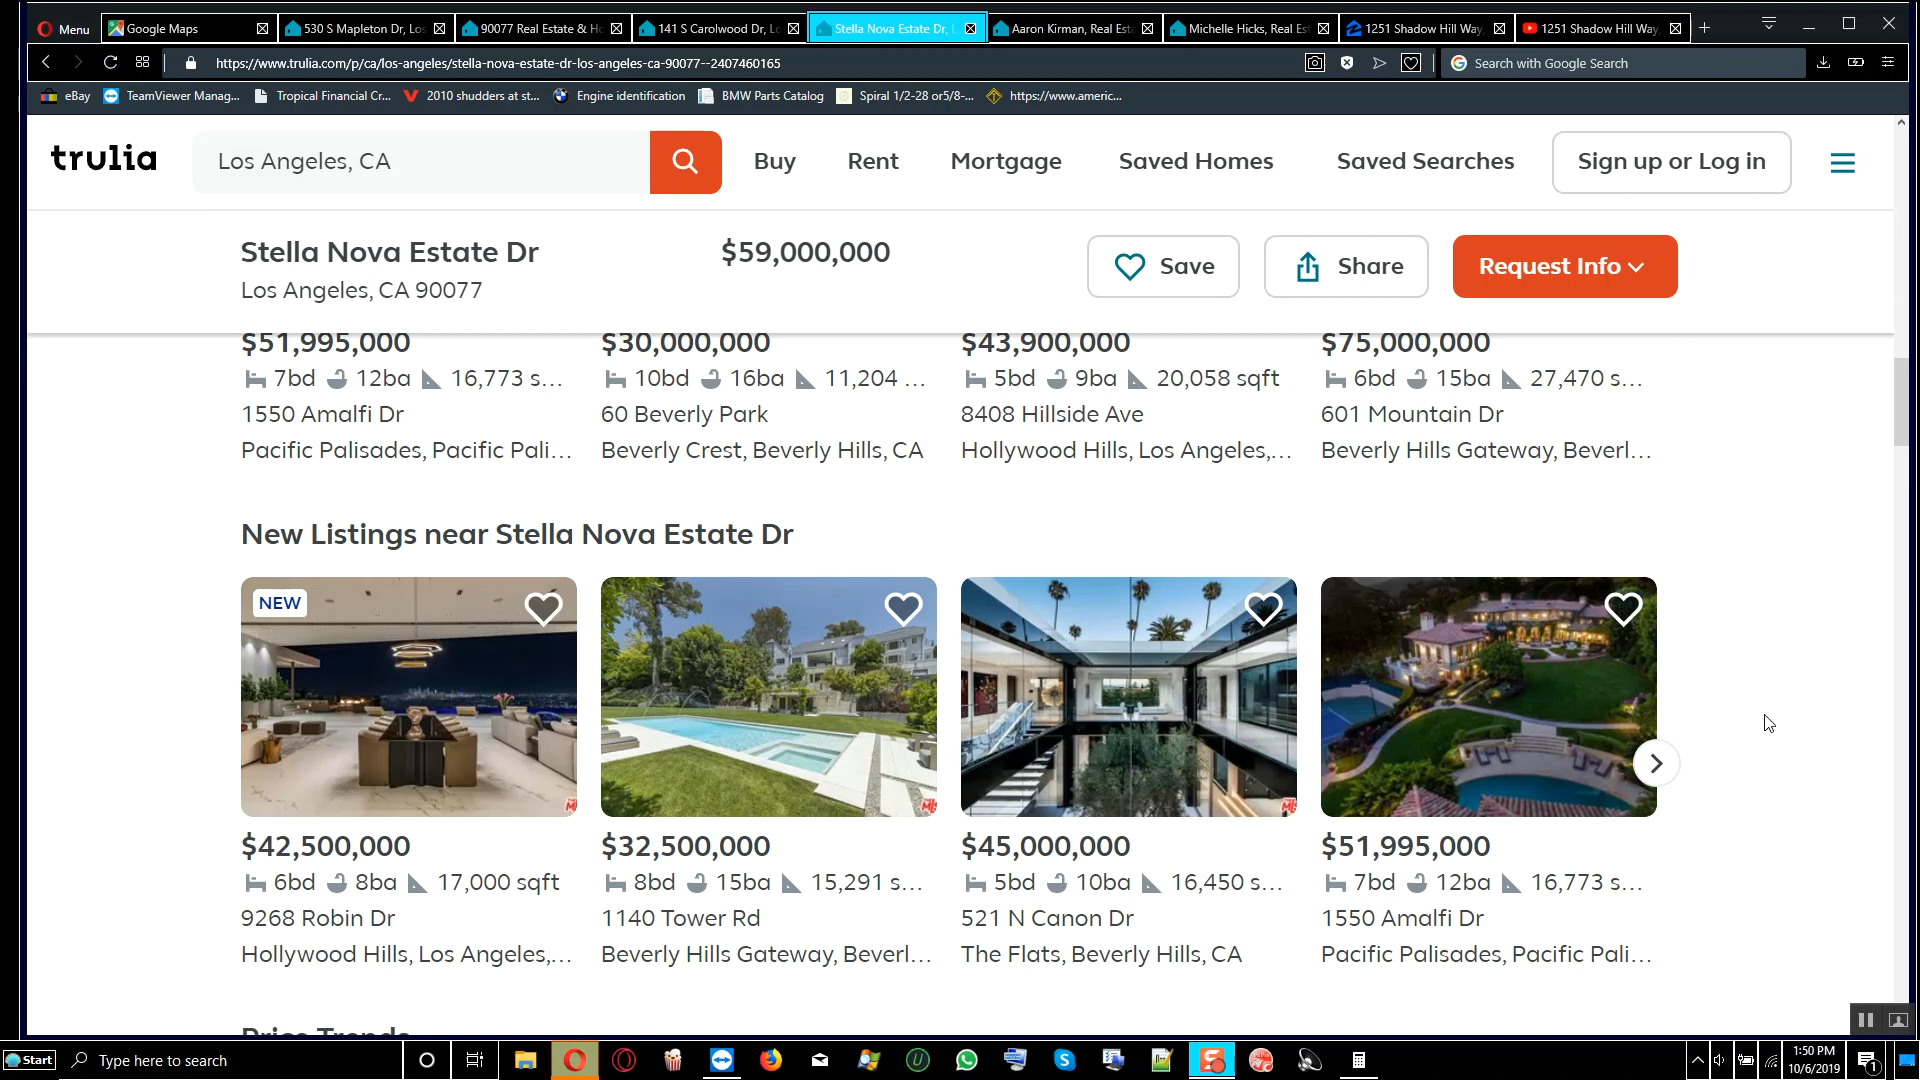 Menu
Google Maps
530 S Mapleton Dr, Los
90077 Real Estate & Ho
141 S Carolwood Dr, Lo
Stella Nova Estate Dr, L
Aaron Kirman, Real Esta
Michelle Hicks, Real Est
1251 Shadow Hill Way,
1251 Shadow Hill Way,
https://www.trulia.com/p/ca/los-angeles/stella-nova-estate-dr-los-angeles-ca-90077--2407460165
Search with Google Search
eBay
TeamViewer Manag...
Tropical Financial Cr...
2010 shudders at st...
Engine identification
BMW Parts Catalog
Spiral 1/2-28 or5/8-...
https://www.americ...
trulia
Los Angeles, CA
Buy
Rent
Mortgage
Saved Homes
Saved Searches
Sign up or Log in
Stella Nova Estate Dr
$59,000,000
Los Angeles, CA 90077
Save
Share
Request Info
$51,995,000
7bd 12ba 16,773 s...
1550 Amalfi Dr
Pacific Palisades, Pacific Pali...
$30,000,000
10bd 16ba 11,204 ...
60 Beverly Park
Beverly Crest, Beverly Hills, CA
$43,900,000
5bd 9ba 20,058 sqft
8408 Hillside Ave
Hollywood Hills, Los Angeles,...
$75,000,000
6bd 15ba 27,470 s...
601 Mountain Dr
Beverly Hills Gateway, Beverl...
New Listings near Stella Nova Estate Dr
NEW
$42,500,000
6bd 8ba 17,000 sqft
9268 Robin Dr
Hollywood Hills, Los Angeles,...
$32,500,000
8bd 15ba 15,291 s...
1140 Tower Rd
Beverly Hills Gateway, Beverl...
$45,000,000
5bd 10ba 16,450 s...
521 N Canon Dr
The Flats, Beverly Hills, CA
$51,995,000
7bd 12ba 16,773 s...
1550 Amalfi Dr
Pacific Palisades, Pacific Pali...
Price Trends
Start
Type here to search
1:50 PM
10/6/2019